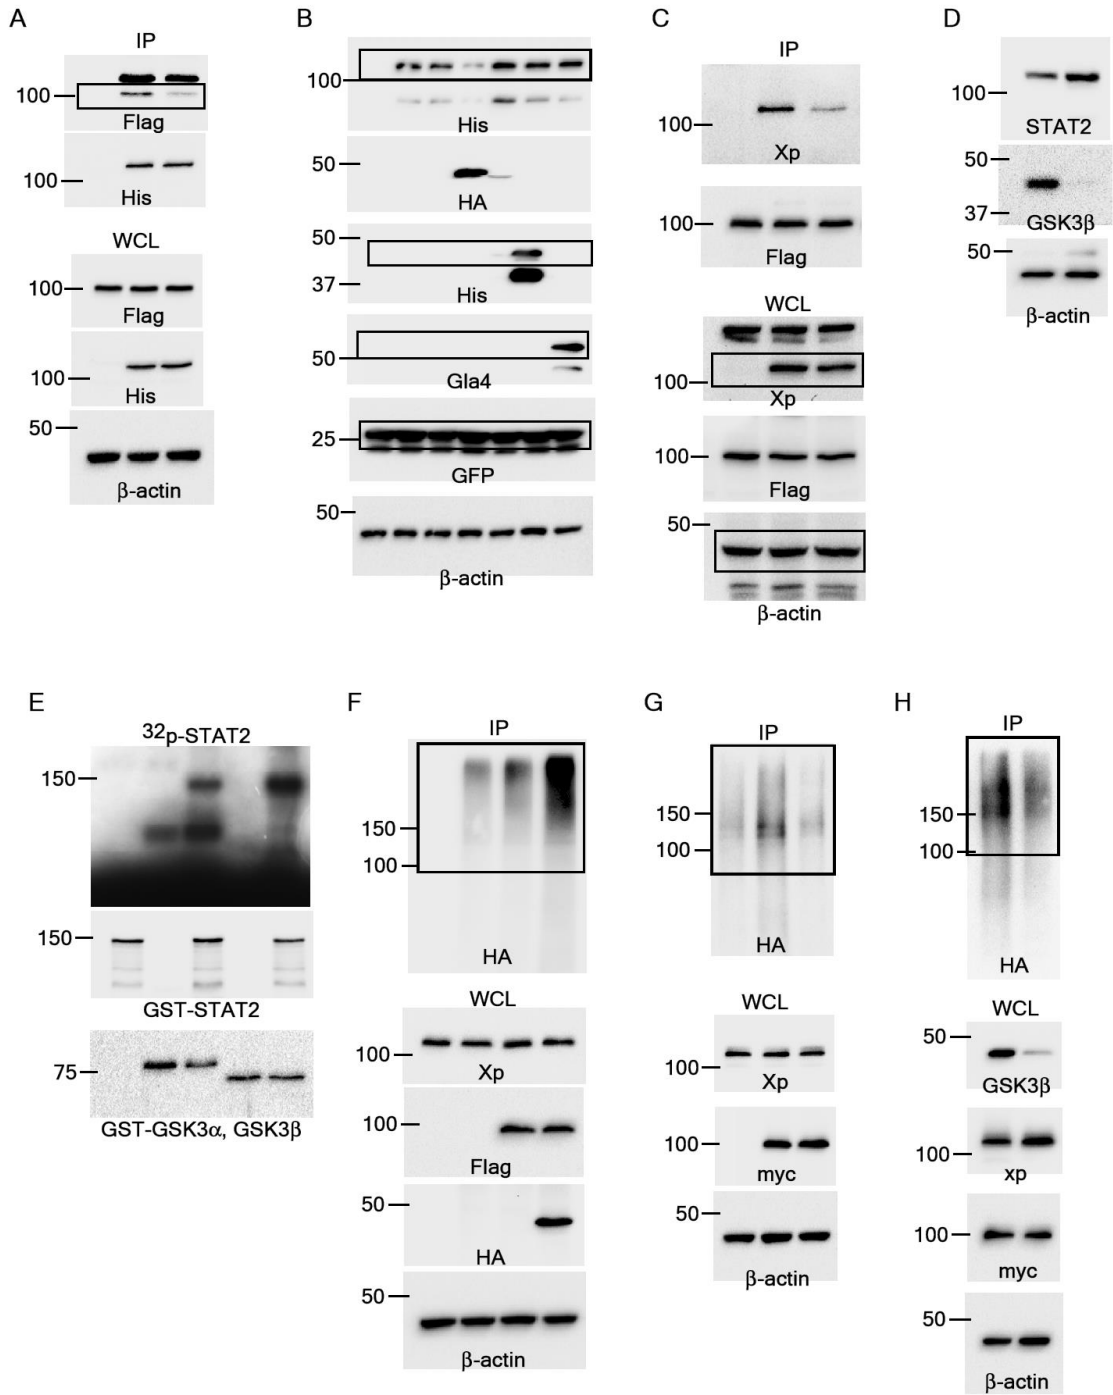 A
IP
100
Flag
100
His
WCL
100
Flag
100
His
50
β-actin
B
100
His
50
HA
50
37
His
50
Gla4
25
GFP
50
β-actin
C
IP
100
Xp
100
Flag
WCL
100
Xp
100
Flag
50
β-actin
D
100
STAT2
50
37
GSK3β
50
β-actin
E
32p-STAT2
150
150
GST-STAT2
75
GST-GSK3α, GSK3β
F
IP
150
100
HA
WCL
100
Xp
100
Flag
50
HA
50
β-actin
G
IP
150
100
HA
WCL
100
Xp
100
myc
50
β-actin
H
IP
150
100
HA
WCL
50
GSK3β
100
xp
100
myc
50
β-actin